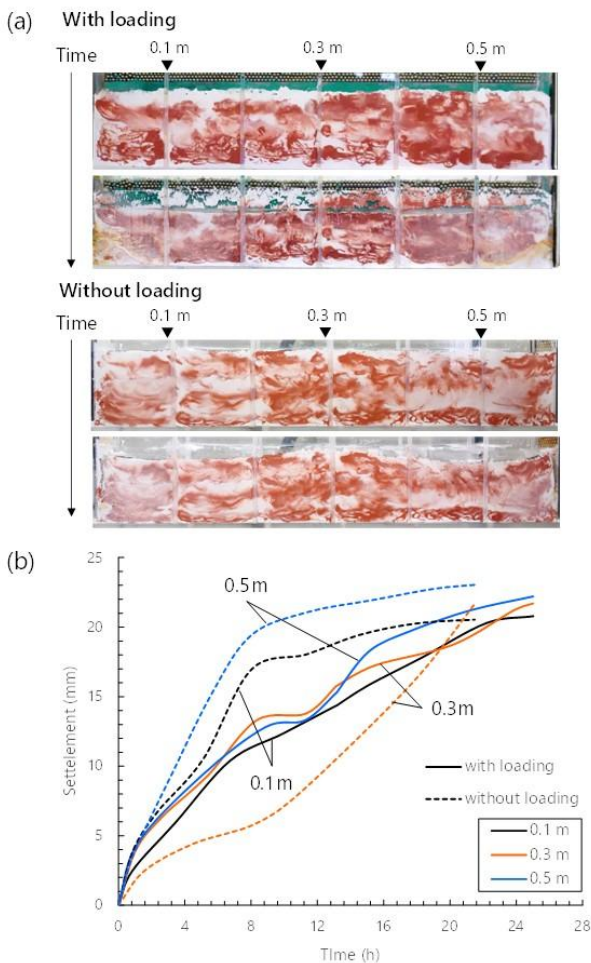 (a)
With loading
Time
0.1 m
0.3 m
0.5 m
Without loading
Time
0.1 m
0.3 m
0.5 m
(b)
25
20
15
10
5
0
Settelement (mm)
0.5 m
0.1 m
0.3m
with loading
without loading
0.1 m
0.3 m
0.5 m
0 4 8 12 16 20 24 28
TIme (h)